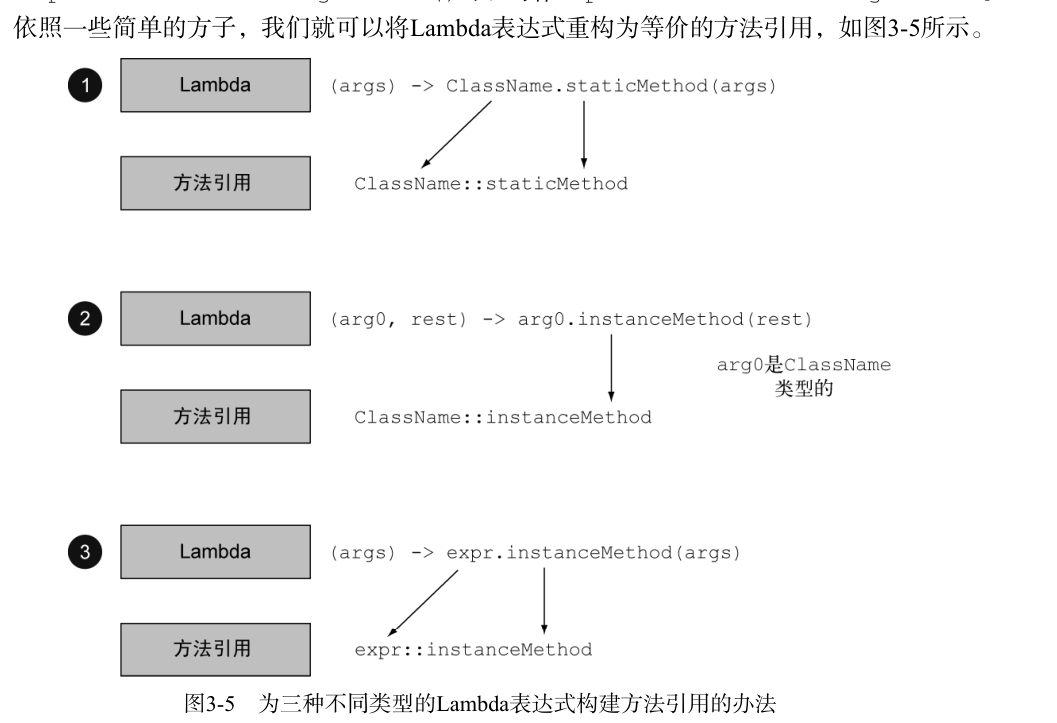 依照一些简单的方子，我们就可以将Lambda表达式重构为等价的方法引用，如图3-5所示。
1 Lambda (args) -> ClassName.staticMethod(args)
方法引用 ClassName::staticMethod
2 Lambda (arg0, rest) -> arg0.instanceMethod(rest)
arg0是ClassName
类型的
方法引用 ClassName::instanceMethod
3 Lambda (args) -> expr.instanceMethod(args)
方法引用 expr::instanceMethod
图3-5 为三种不同类型的Lambda表达式构建方法引用的办法